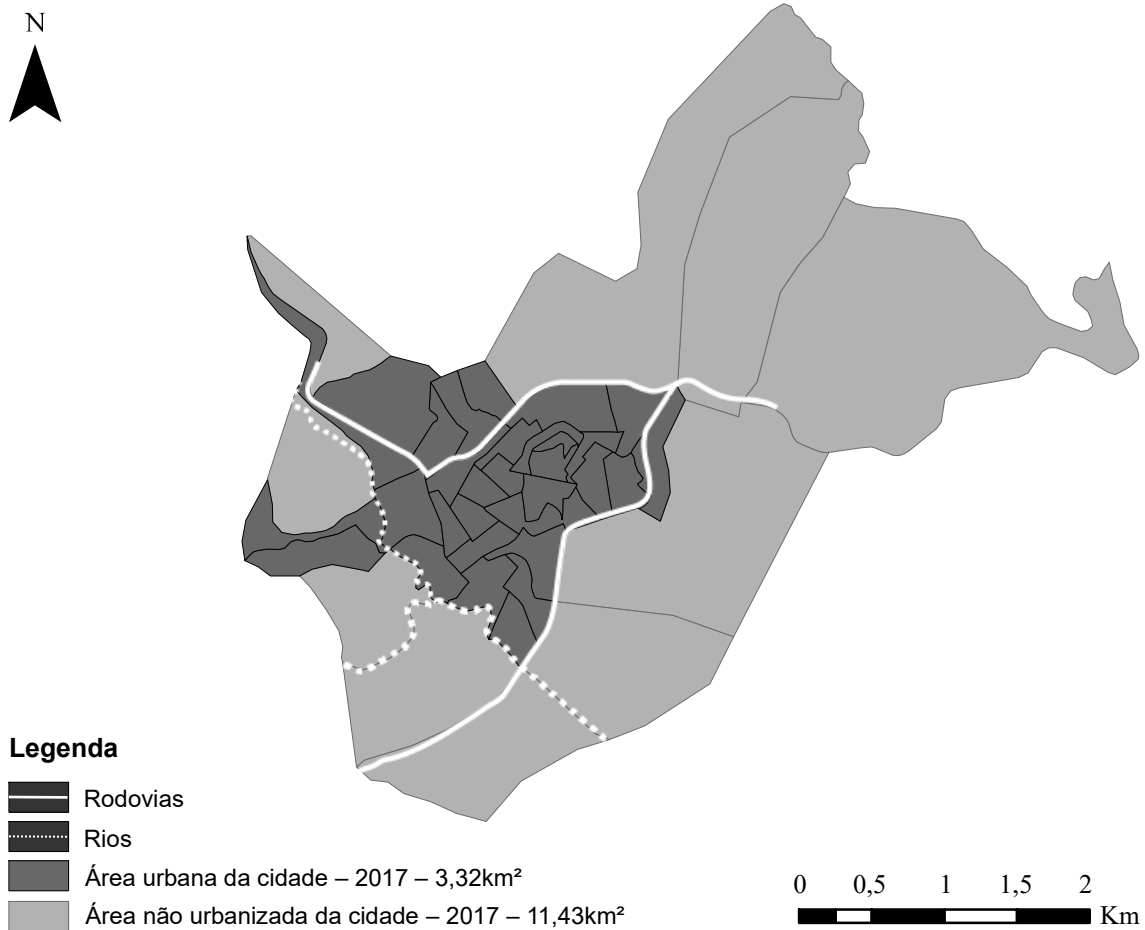 N
Legenda
Rodovias
Rios
Área urbana da cidade – 2017 – 3,32km²
Área não urbanizada da cidade – 2017 – 11,43km²
0 0,5 1 1,5 2
Km